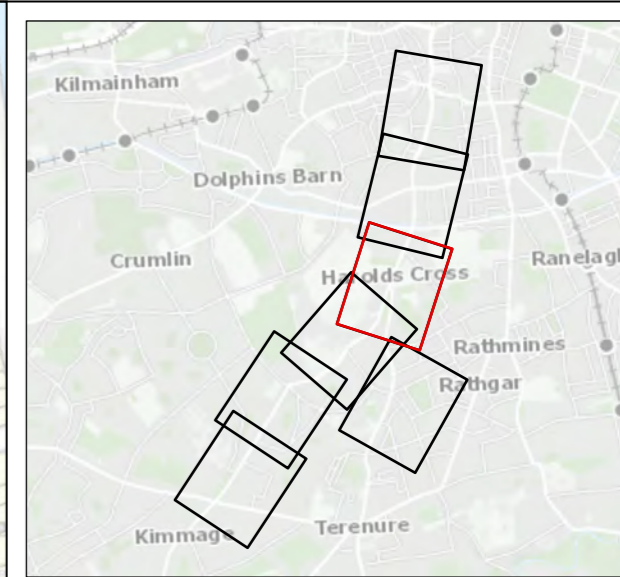 Kilmainham
Dolphins Barn
Crumlin
Ranelagh
Harolds Cross
Rathmines
Rathgar
Terenure
Kimmage